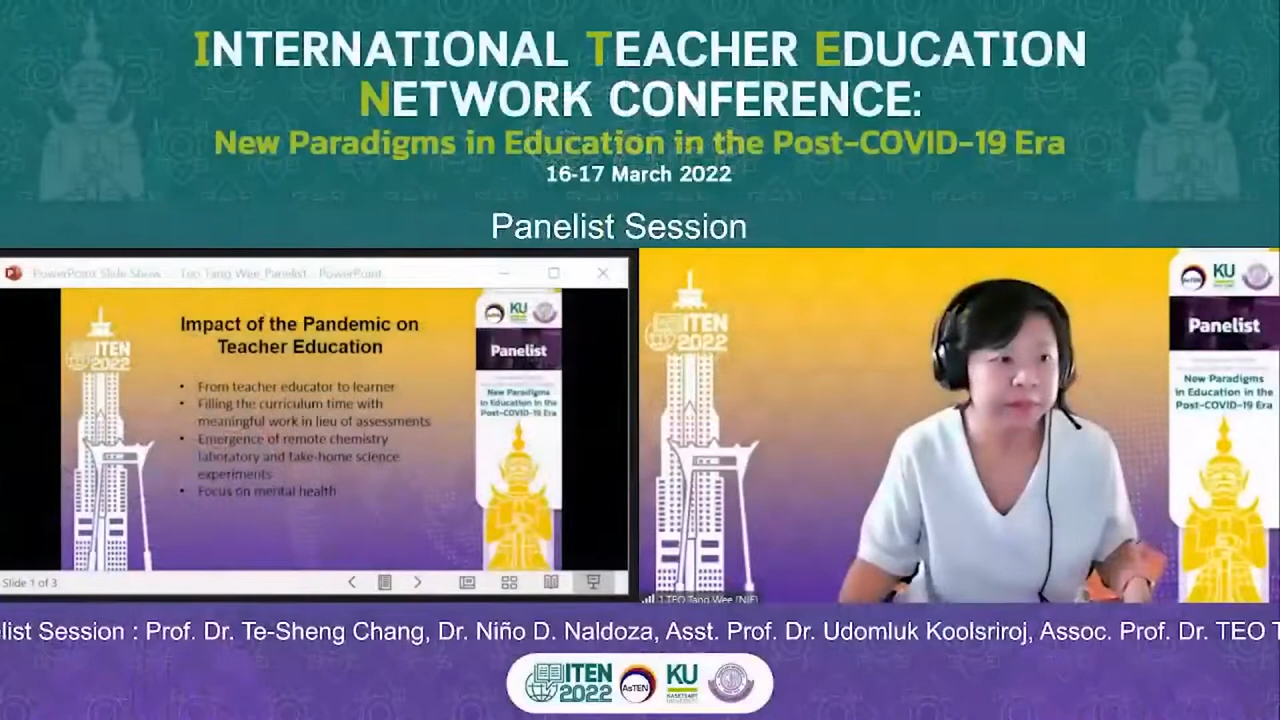 INTERNATIONAL TEACHER EDUCATION
NETWORK CONFERENCE:
New Paradigms in Education in the Post-COVID-19 Era
16-17 March 2022
Panelist Session
PowerPoint Slide Show - Teo Tang Wee_Panelist - PowerPoint
ITEN
2022
Impact of the Pandemic on
Teacher Education
• From teacher educator to learner
• Filling the curriculum time with
meaningful work in lieu of assessments
• Emergence of remote chemistry
laboratory and take-home science
experiments
• Focus on mental health
AsTEN
KU
Panelist
New Paradigms
in Education in the
Post-COVID-19 Era
Slide 1 of 3
ITEN
2022
AsTEN
KU
Panelist
New Paradigms
in Education in the
Post-COVID-19 Era
TEO Tang Wee (NIE)
list Session : Prof. Dr. Te-Sheng Chang, Dr. Niño D. Naldoza, Asst. Prof. Dr. Udomluk Koolsriroj, Assoc. Prof. Dr. TEO T
ITEN
2022
AsTEN
KU
KASETSART
UNIVERSITY